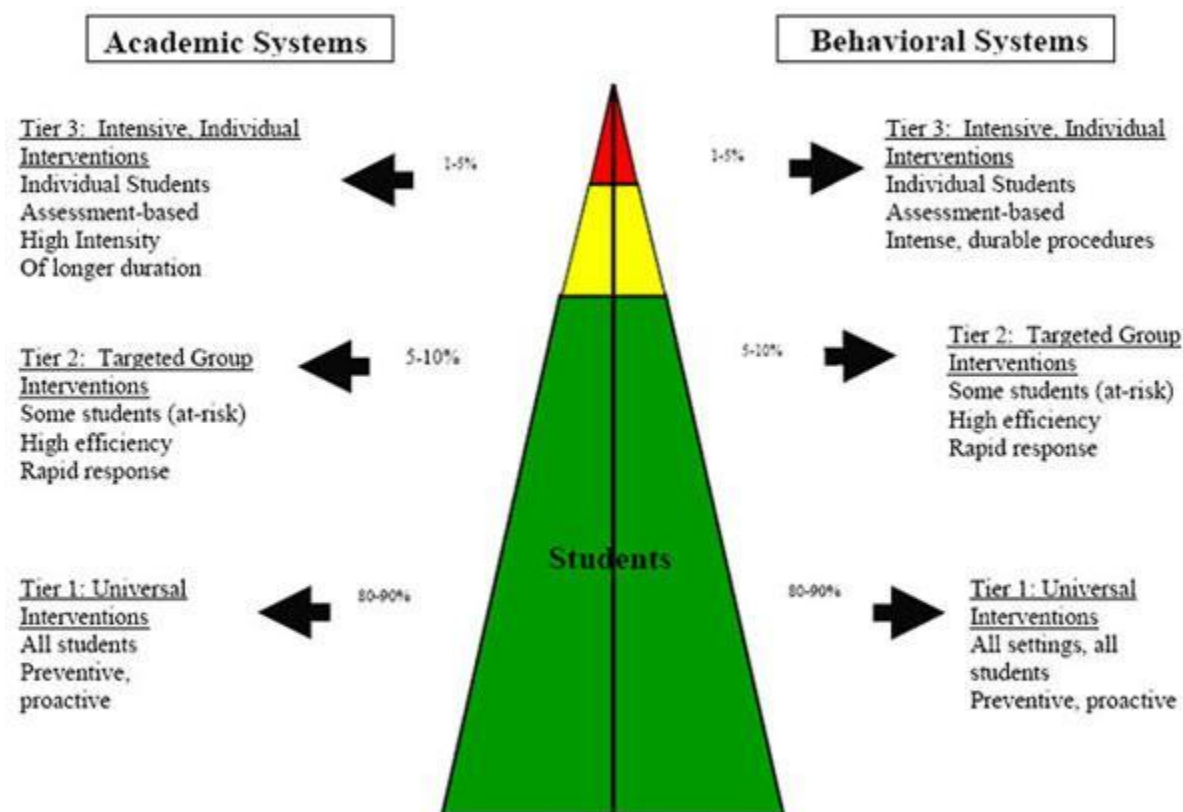 Academic Systems
Tier 3: Intensive, Individual
Interventions
Individual Students
Assessment-based
High Intensity
Of longer duration
1-5%
Tier 2: Targeted Group
Interventions
Some students (at-risk)
High efficiency
Rapid response
5-10%
Tier 1: Universal
Interventions
All students
Preventive,
proactive
80-90%
Students
Behavioral Systems
1-5%
Tier 3: Intensive, Individual
Interventions
Individual Students
Assessment-based
Intense, durable procedures
5-10%
Tier 2: Targeted Group
Interventions
Some students (at-risk)
High efficiency
Rapid response
80-90%
Tier 1: Universal
Interventions
All settings, all
students
Preventive, proactive